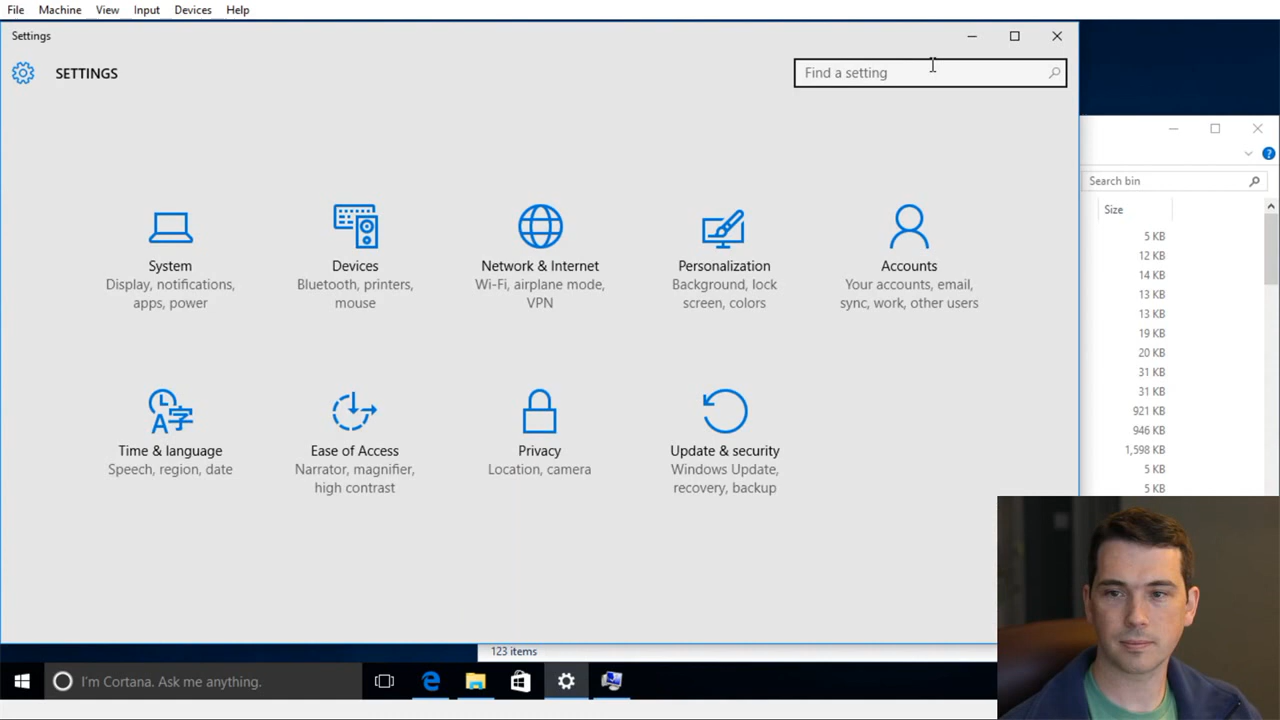 File Machine View Input Devices Help
Settings
SETTINGS
Find a setting
Search bin
Size
5 KB
12 KB
14 KB
13 KB
13 KB
19 KB
20 KB
31 KB
31 KB
921 KB
946 KB
1,598 KB
5 KB
5 KB
System
Display, notifications,
apps, power
Devices
Bluetooth, printers,
mouse
Network & Internet
Wi-Fi, airplane mode,
VPN
Personalization
Background, lock
screen, colors
Accounts
Your accounts, email,
sync, work, other users
Time & language
Speech, region, date
Ease of Access
Narrator, magnifier,
high contrast
Privacy
Location, camera
Update & security
Windows Update,
recovery, backup
123 items
I'm Cortana. Ask me anything.